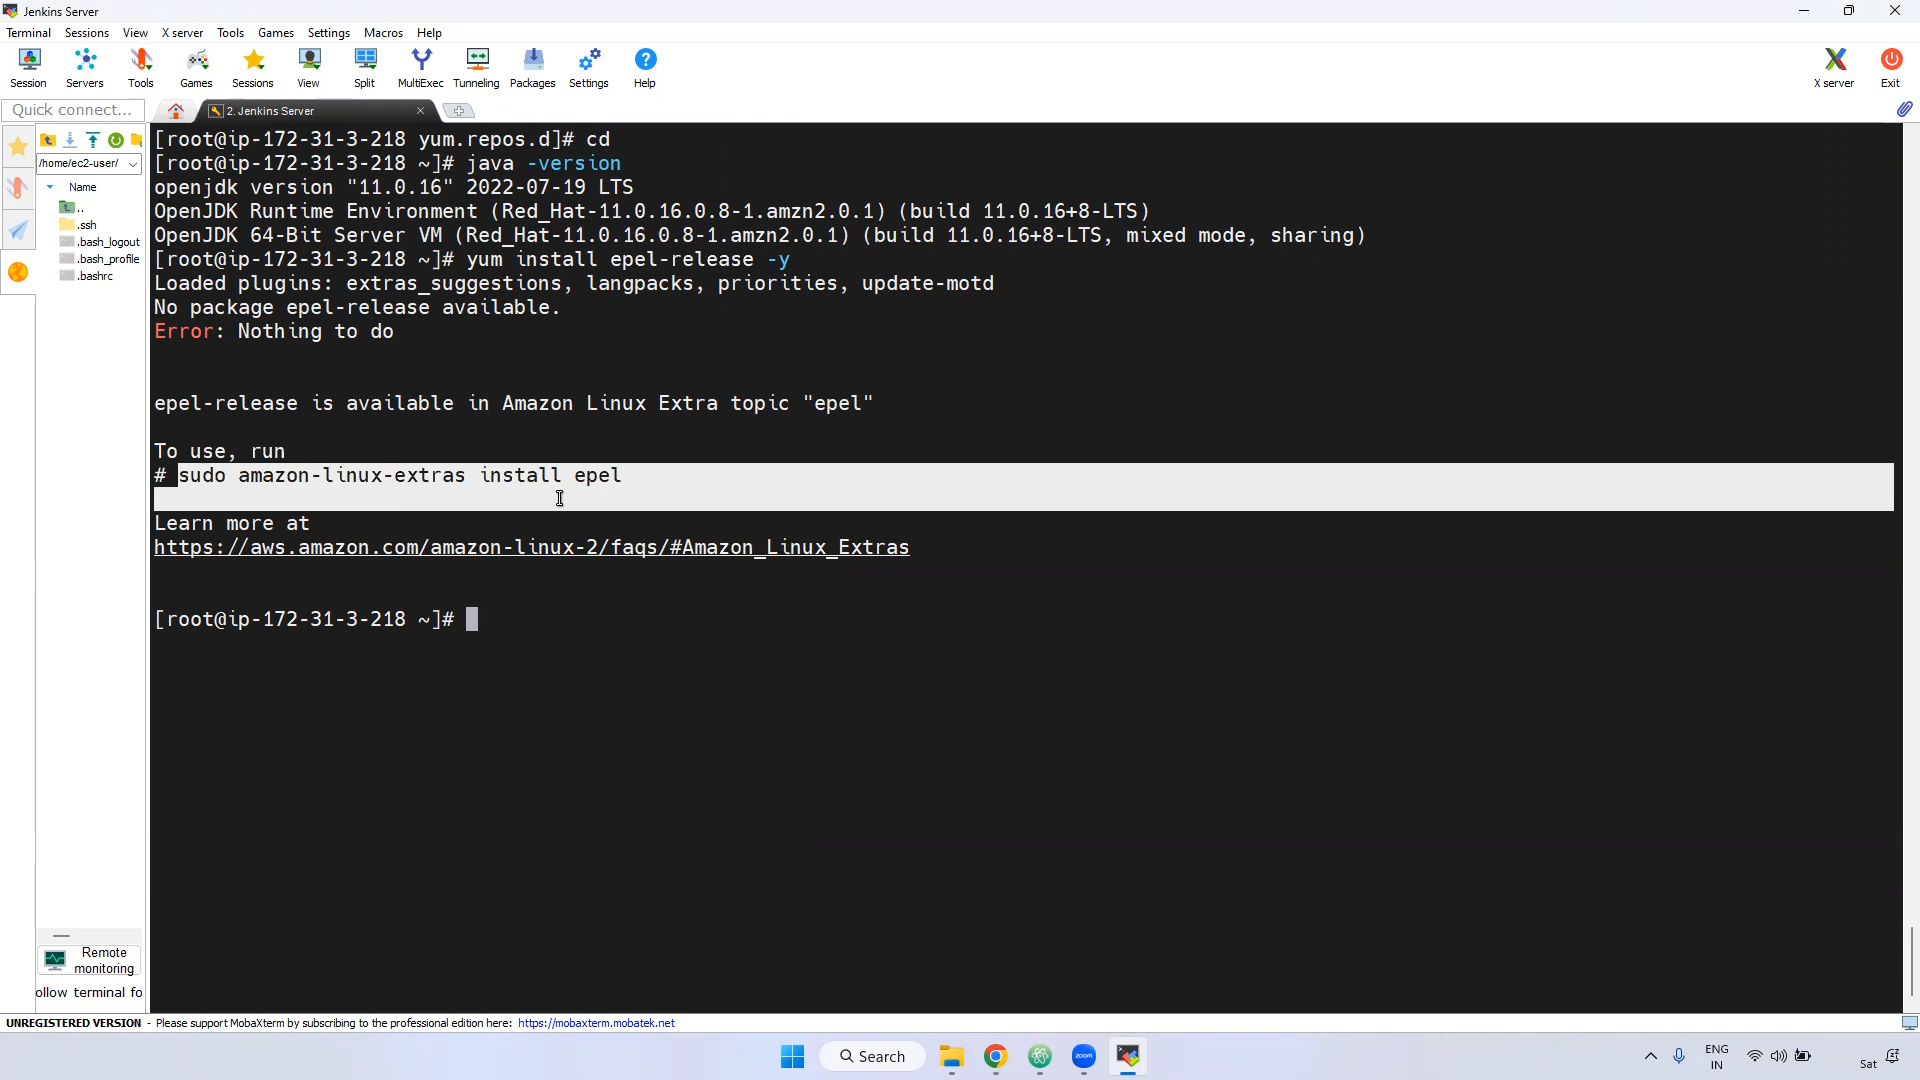 Jenkins Server
Terminal Sessions View X server Tools Games Settings Macros Help
Session Servers Tools Games Sessions View Split MultiExec Tunneling Packages Settings Help X server Exit
Quick connect... 2. Jenkins Server
/home/ec2-user/
Name
..
.ssh
.bash_logout
.bash_profile
.bashrc
[root@ip-172-31-3-218 yum.repos.d]# cd
[root@ip-172-31-3-218 ~]# java -version
openjdk version "11.0.16" 2022-07-19 LTS
OpenJDK Runtime Environment (Red_Hat-11.0.16.0.8-1.amzn2.0.1) (build 11.0.16+8-LTS)
OpenJDK 64-Bit Server VM (Red_Hat-11.0.16.0.8-1.amzn2.0.1) (build 11.0.16+8-LTS, mixed mode, sharing)
[root@ip-172-31-3-218 ~]# yum install epel-release -y
Loaded plugins: extras_suggestions, langpacks, priorities, update-motd
No package epel-release available.
Error: Nothing to do
epel-release is available in Amazon Linux Extra topic "epel"
To use, run
# sudo amazon-linux-extras install epel
Learn more at
https://aws.amazon.com/amazon-linux-2/faqs/#Amazon_Linux_Extras
[root@ip-172-31-3-218 ~]#
Remote
monitoring
ollow terminal fo
UNREGISTERED VERSION - Please support MobaXterm by subscribing to the professional edition here: https://mobaxterm.mobatek.net
Search
zoom
ENG
IN
Sat